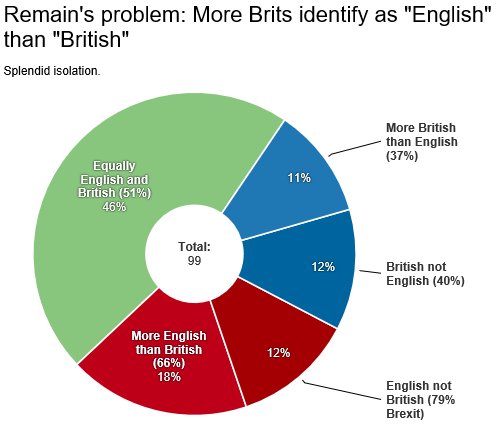 Remain's problem: More Brits identify as "English"
than "British"
Splendid isolation.
More British
than English
(37%)
11%
Equally
English and
British (51%)
46%
Total:
99
12%
British not
English (40%)
More English
than British
(66%)
18%
12%
English not
British (79%
Brexit)